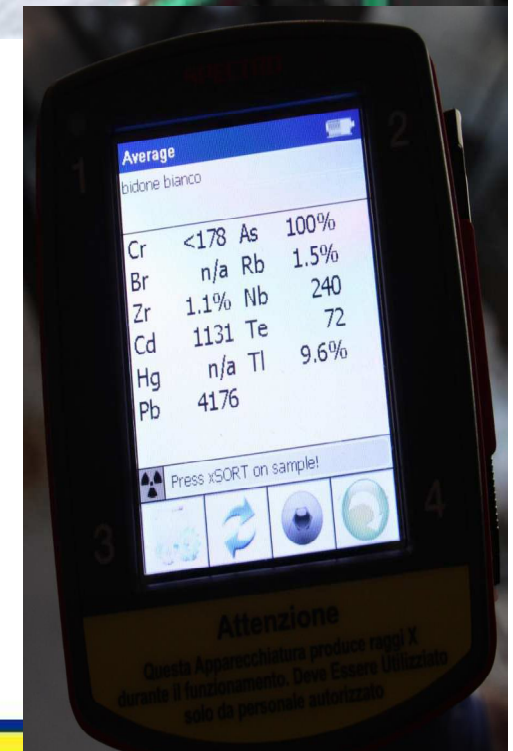 1
2
Average
bidone bianco
Cr <178 As 100%
Br n/a Rb 1.5%
Zr 1.1% Nb 240
Cd 1131 Te 72
Hg n/a Tl 9.6%
Pb 4176
Press xSORT on sample!
3
4
Attenzione
Questa Apparecchiatura produce raggi X
durante il funzionamento. Deve Essere Utilizzisto
solo da personale autorizzato